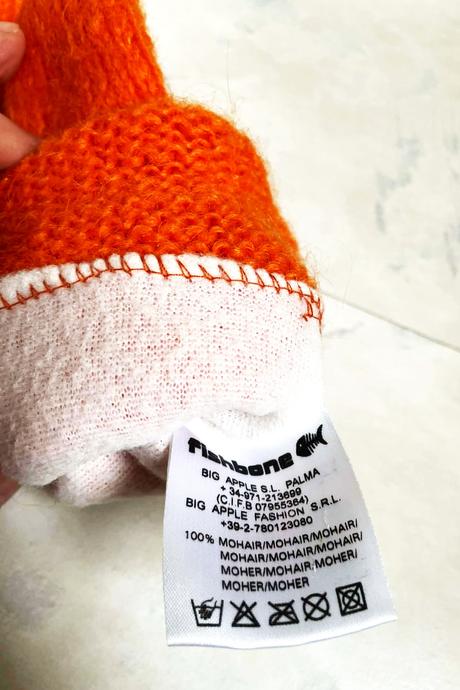 fishbone
BIG APPLE S.L. PALMA
+ 34-971-213699
(C.I.F.B 07955364)
BIG APPLE FASHION S.R.L.
+39-2-780123080
100% MOHAIR/MOHAIR/MOHAIR/
MOHAIR/MOHAIR/MOHAIR/
MOHER/MOHAIR/MOHER/
MOHER/MOHER